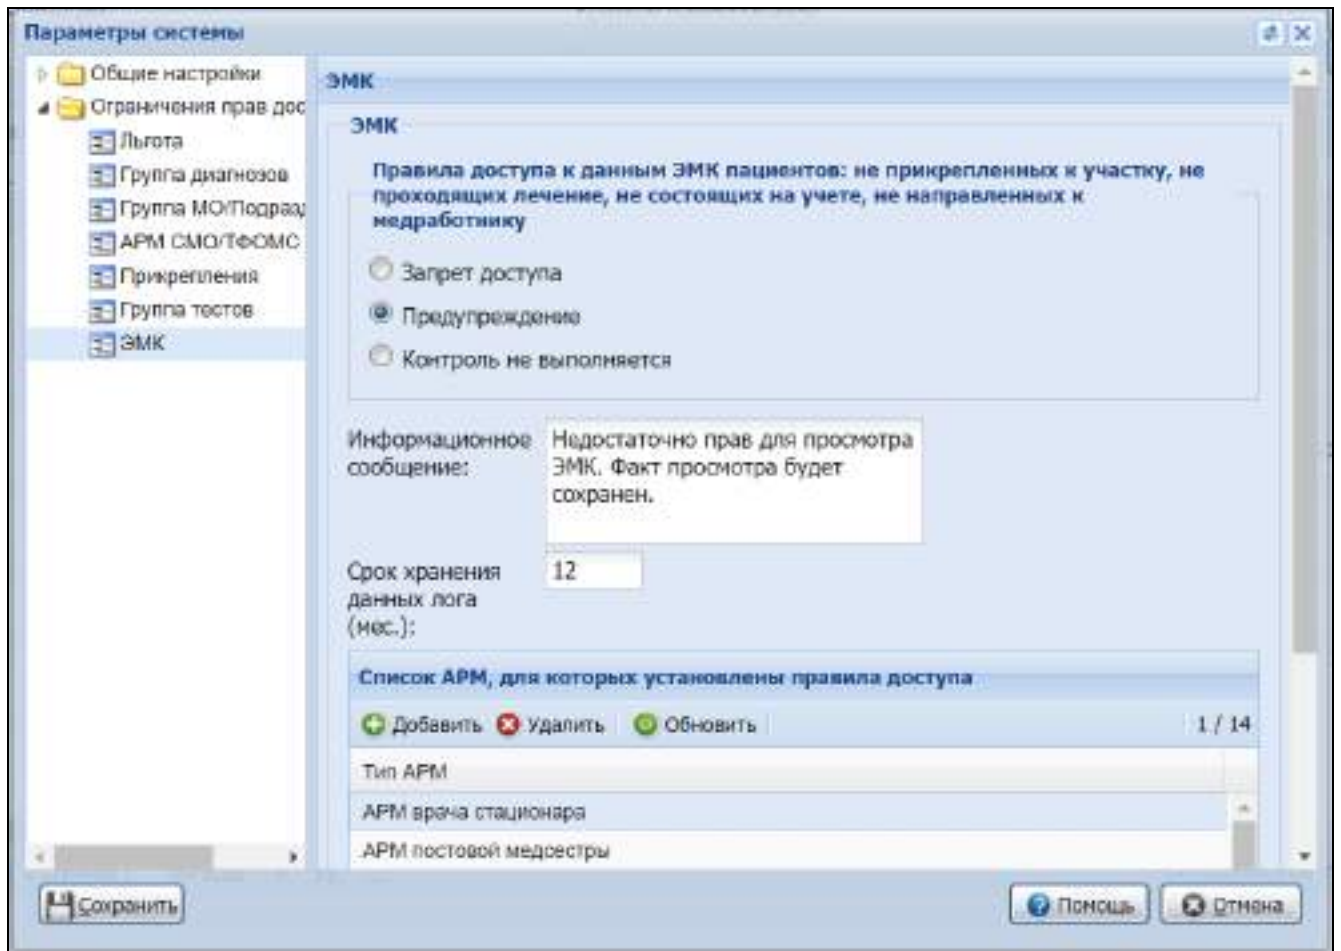 Параметры системы
Общие настройки
Ограничения прав дос
Льгота
Группа диагнозов
Группа МО/Подразд
АРМ СМО/ТФОМС
Прикрепления
Группа тестов
ЭМК
ЭМК
ЭМК
Правила доступа к данным ЭМК пациентов: не прикрепленных к участку, не
проходящих лечение, не состоящих на учете, не направленных к
медработнику
Запрет доступа
Предупреждение
Контроль не выполняется
Информационное
сообщение:
Недостаточно прав для просмотра
ЭМК. Факт просмотра будет
сохранен.
Срок хранения
данных лога
(мес.):
12
Список АРМ, для которых установлены правила доступа
Добавить Удалить Обновить 1 / 14
Тип АРМ
АРМ врача стационара
АРМ постовой медсестры
Сохранить Помощь Отмена